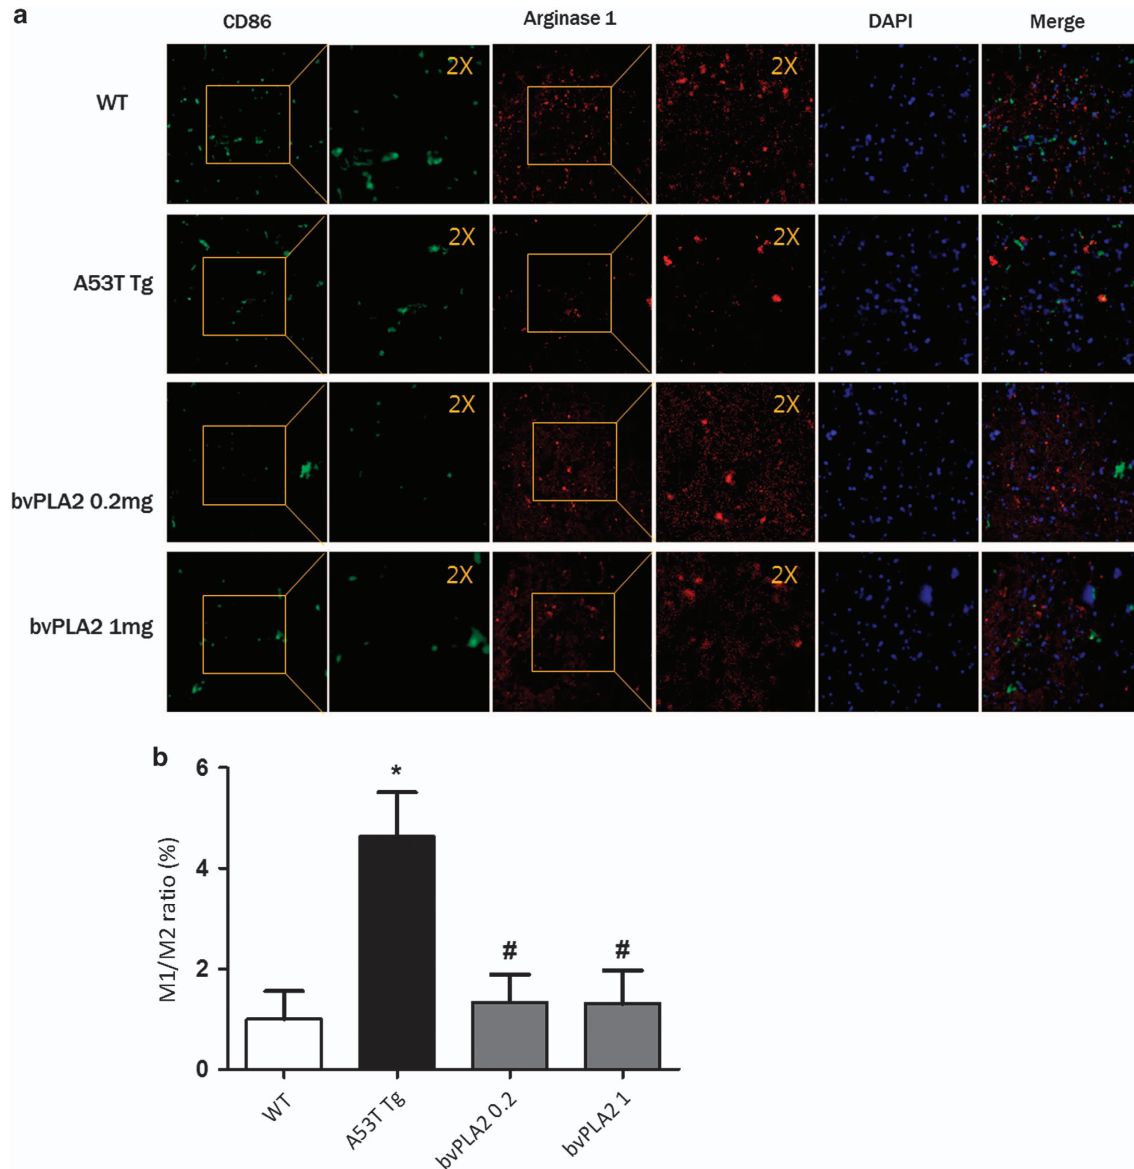 a
CD86 Arginase 1 DAPI Merge
WT 2X 2X
A53T Tg 2X 2X
bvPLA2 0.2mg 2X 2X
bvPLA2 1mg 2X 2X
b
M1/M2 ratio (%)
6
4
2
0
*
#
#
WT
A53T Tg
bvPLA2 0.2
bvPLA2 1